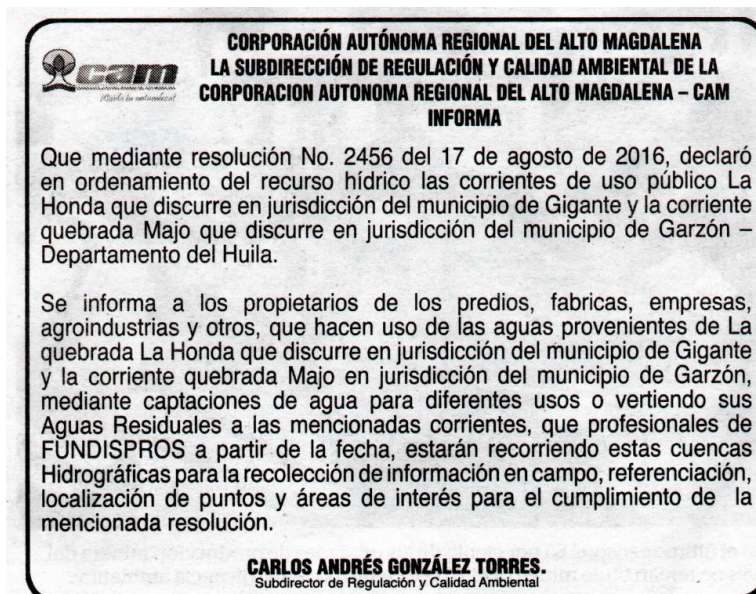 cam
CORPORACIÓN AUTÓNOMA REGIONAL DEL ALTO MAGDALENA
LA SUBDIRECCIÓN DE REGULACIÓN Y CALIDAD AMBIENTAL DE LA
CORPORACION AUTONOMA REGIONAL DEL ALTO MAGDALENA – CAM
INFORMA
Que mediante resolución No. 2456 del 17 de agosto de 2016, declaró
en ordenamiento del recurso hídrico las corrientes de uso público La
Honda que discurre en jurisdicción del municipio de Gigante y la corriente
quebrada Majo que discurre en jurisdicción del municipio de Garzón –
Departamento del Huila.
Se informa a los propietarios de los predios, fabricas, empresas,
agroindustrias y otros, que hacen uso de las aguas provenientes de La
quebrada La Honda que discurre en jurisdicción del municipio de Gigante
y la corriente quebrada Majo en jurisdicción del municipio de Garzón,
mediante captaciones de agua para diferentes usos o vertiendo sus
Aguas Residuales a las mencionadas corrientes, que profesionales de
FUNDISPROS a partir de la fecha, estarán recorriendo estas cuencas
Hidrográficas para la recolección de información en campo, referenciación,
localización de puntos y áreas de interés para el cumplimiento de la
mencionada resolución.
CARLOS ANDRÉS GONZÁLEZ TORRES.
Subdirector de Regulación y Calidad Ambiental